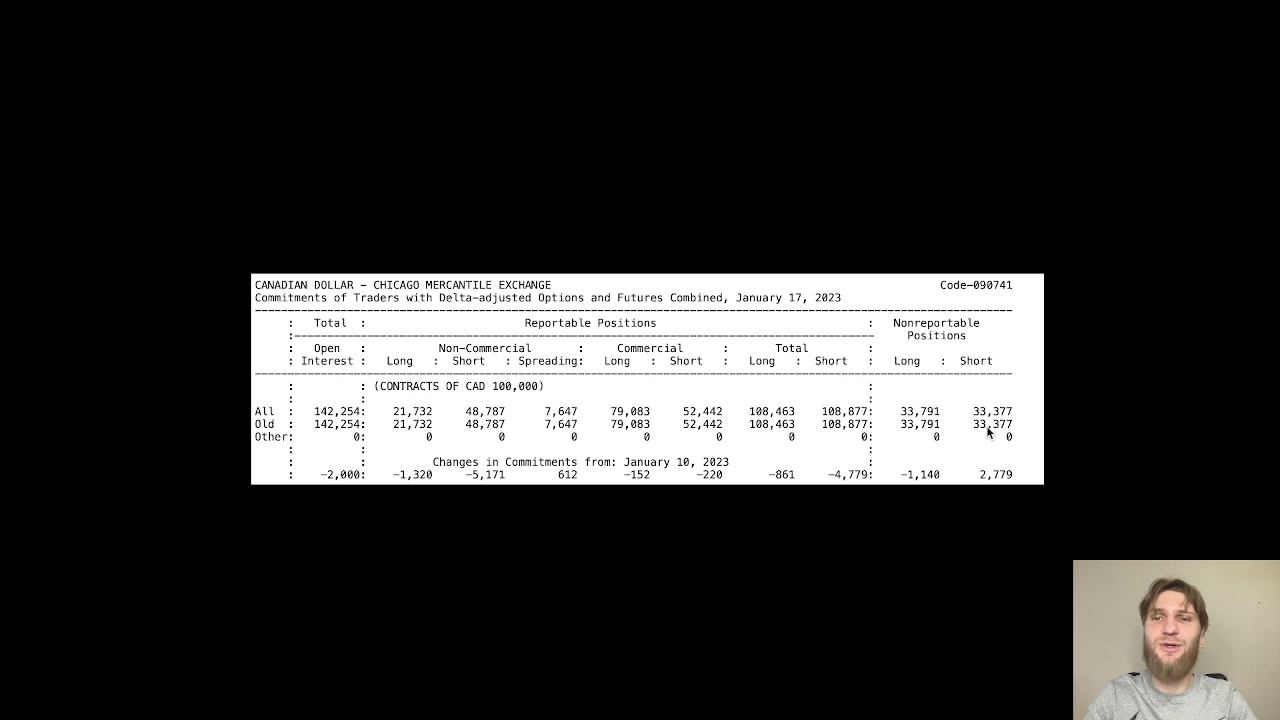 CANADIAN DOLLAR - CHICAGO MERCANTILE EXCHANGE Code-090741
Commitments of Traders with Delta-adjusted Options and Futures Combined, January 17, 2023
: Total : Reportable Positions : Nonreportable
: Positions
: Open : Non-Commercial : Commercial : Total :
: Interest : Long : Short : Spreading: Long : Short : Long : Short : Long : Short
: : (CONTRACTS OF CAD 100,000) :
: : :
All : 142,254: 21,732 48,787 7,647 79,083 52,442 108,463 108,877: 33,791 33,377
Old : 142,254: 21,732 48,787 7,647 79,083 52,442 108,463 108,877: 33,791 33,377
Other: 0: 0 0 0 0 0 0 0: 0 0
: : :
: : Changes in Commitments from: January 10, 2023 :
: -2,000: -1,320 -5,171 612 -152 -220 -861 -4,779: -1,140 2,779